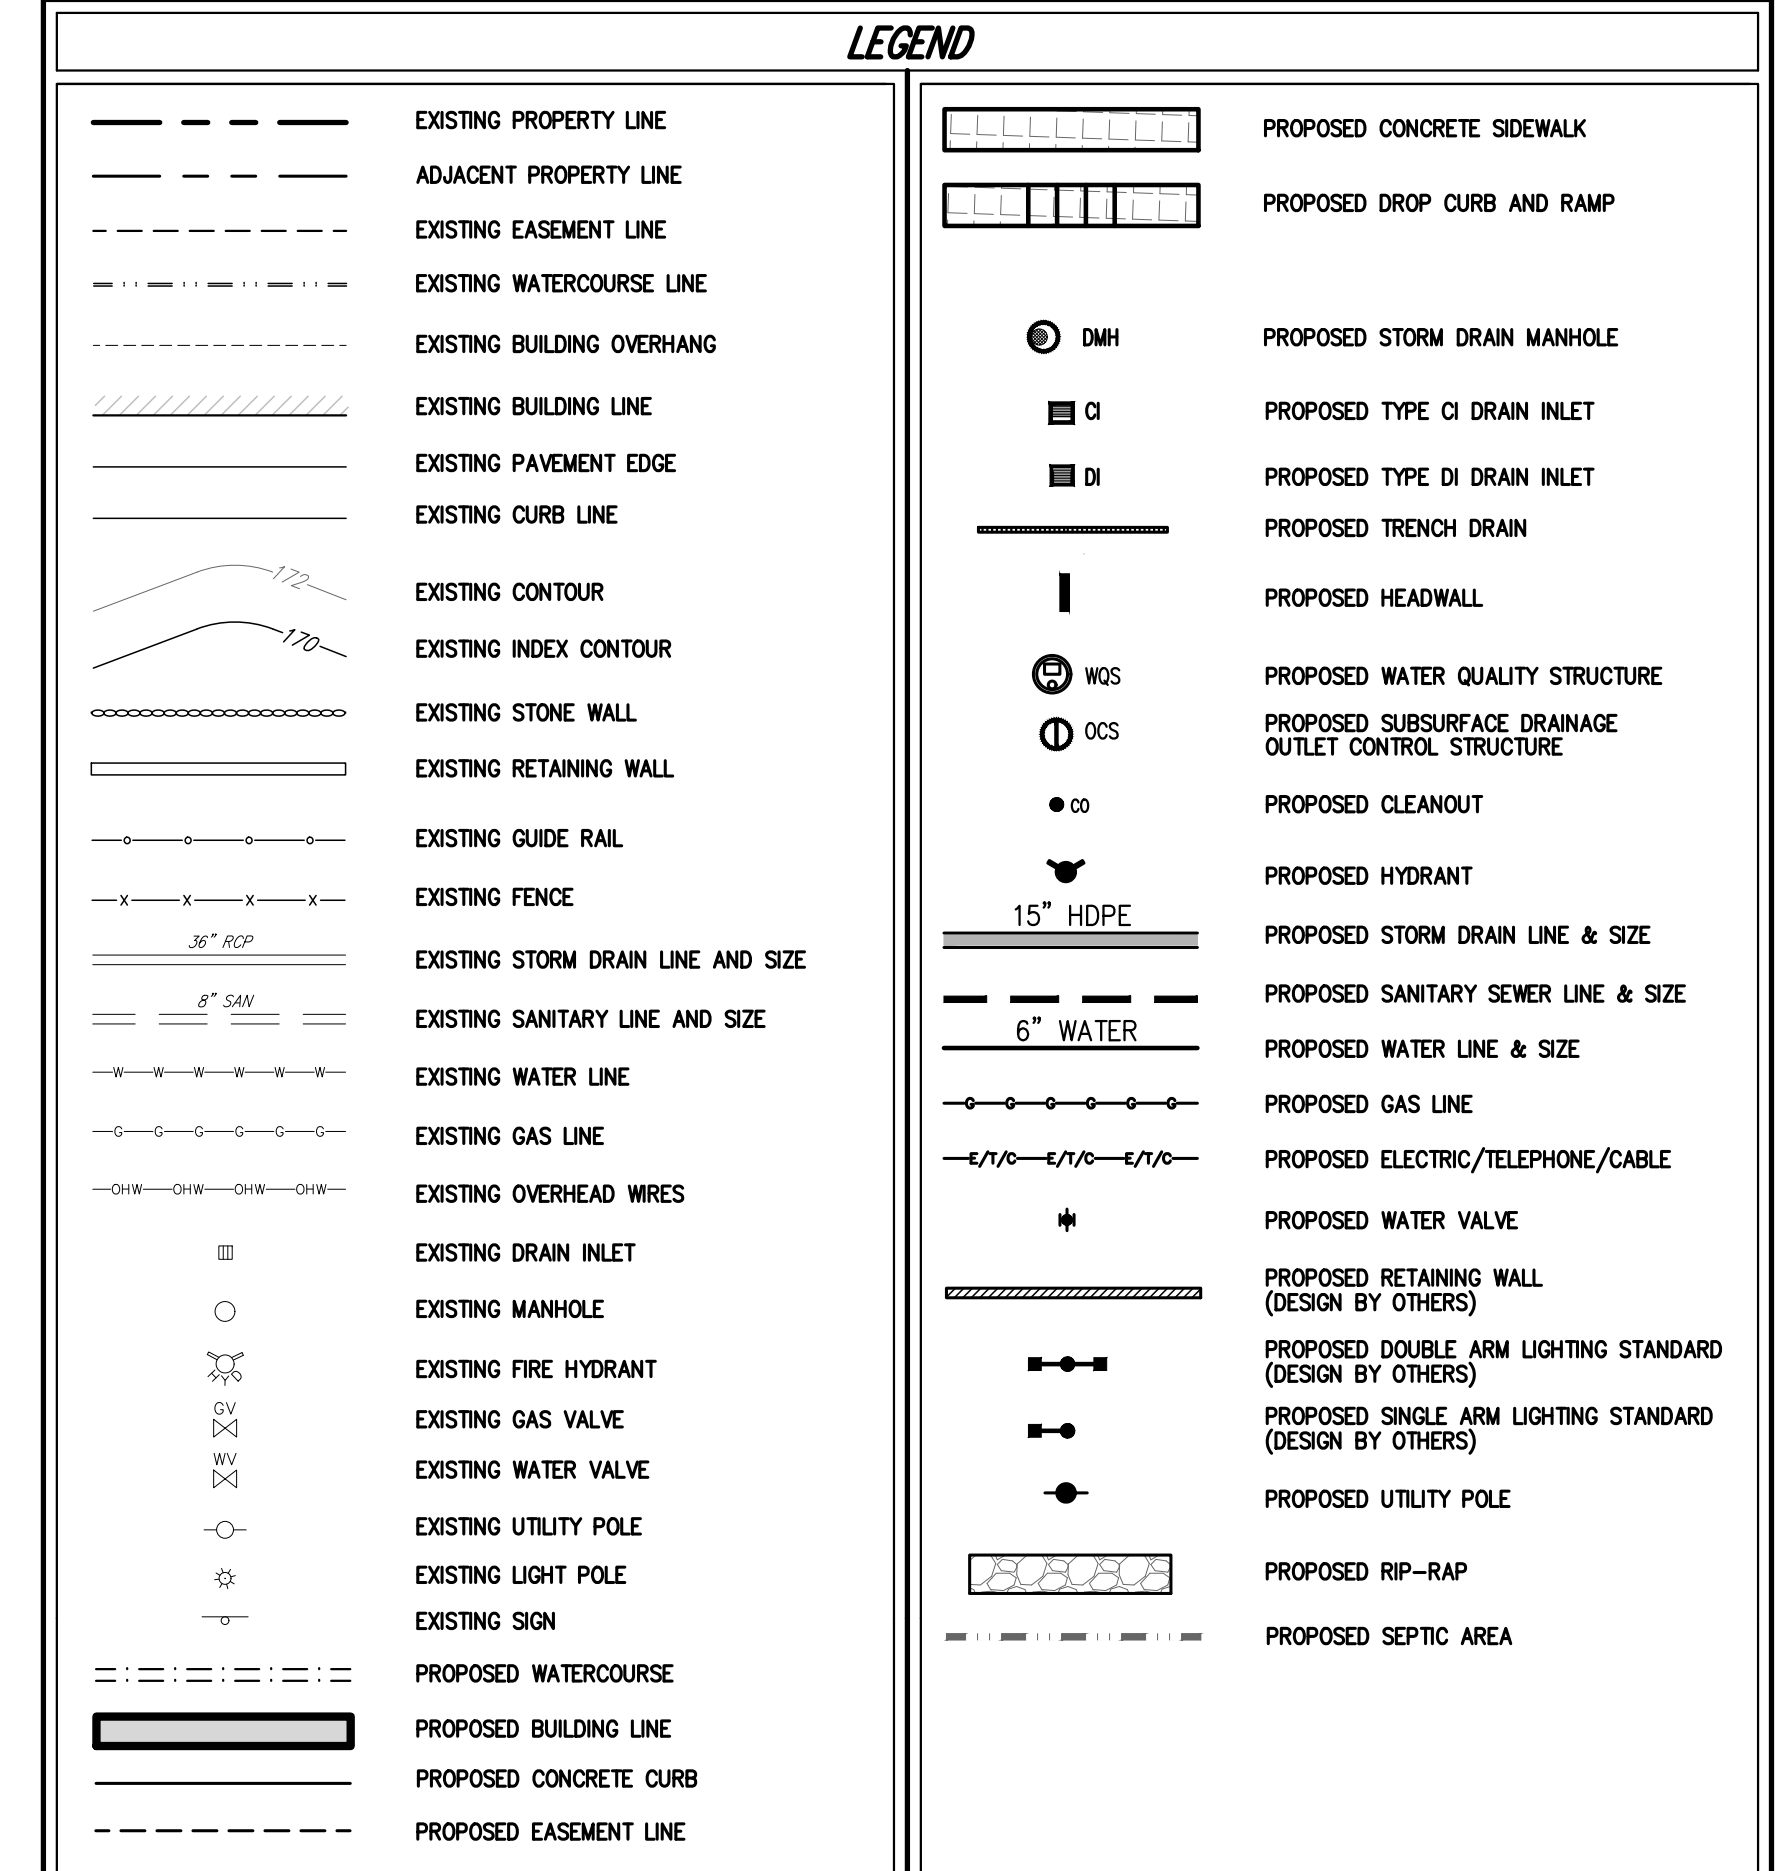 LEGEND
EXISTING PROPERTY LINE
ADJACENT PROPERTY LINE
EXISTING EASEMENT LINE
EXISTING WATERCOURSE LINE
EXISTING BUILDING OVERHANG
EXISTING BUILDING LINE
EXISTING PAVEMENT EDGE
EXISTING CURB LINE
172
EXISTING CONTOUR
170
EXISTING INDEX CONTOUR
EXISTING STONE WALL
EXISTING RETAINING WALL
EXISTING GUIDE RAIL
X X X X
EXISTING FENCE
36" RCP
EXISTING STORM DRAIN LINE AND SIZE
8" SAN
EXISTING SANITARY LINE AND SIZE
W W W W W W
EXISTING WATER LINE
G G G G G G
EXISTING GAS LINE
OHW OHW OHW OHW
EXISTING OVERHEAD WIRES
EXISTING DRAIN INLET
EXISTING MANHOLE
EXISTING FIRE HYDRANT
GV
EXISTING GAS VALVE
WV
EXISTING WATER VALVE
EXISTING UTILITY POLE
EXISTING LIGHT POLE
EXISTING SIGN
PROPOSED WATERCOURSE
PROPOSED BUILDING LINE
PROPOSED CONCRETE CURB
PROPOSED EASEMENT LINE
PROPOSED CONCRETE SIDEWALK
PROPOSED DROP CURB AND RAMP
DMH PROPOSED STORM DRAIN MANHOLE
CI PROPOSED TYPE CI DRAIN INLET
DI PROPOSED TYPE DI DRAIN INLET
PROPOSED TRENCH DRAIN
PROPOSED HEADWALL
WQS PROPOSED WATER QUALITY STRUCTURE
OCS PROPOSED SUBSURFACE DRAINAGE
OUTLET CONTROL STRUCTURE
CO PROPOSED CLEANOUT
PROPOSED HYDRANT
15" HDPE
PROPOSED STORM DRAIN LINE & SIZE
PROPOSED SANITARY SEWER LINE & SIZE
6" WATER
PROPOSED WATER LINE & SIZE
G G G G G G
PROPOSED GAS LINE
E/T/C E/T/C E/T/C
PROPOSED ELECTRIC/TELEPHONE/CABLE
PROPOSED WATER VALVE
PROPOSED RETAINING WALL
(DESIGN BY OTHERS)
PROPOSED DOUBLE ARM LIGHTING STANDARD
(DESIGN BY OTHERS)
PROPOSED SINGLE ARM LIGHTING STANDARD
(DESIGN BY OTHERS)
PROPOSED UTILITY POLE
PROPOSED RIP-RAP
PROPOSED SEPTIC AREA